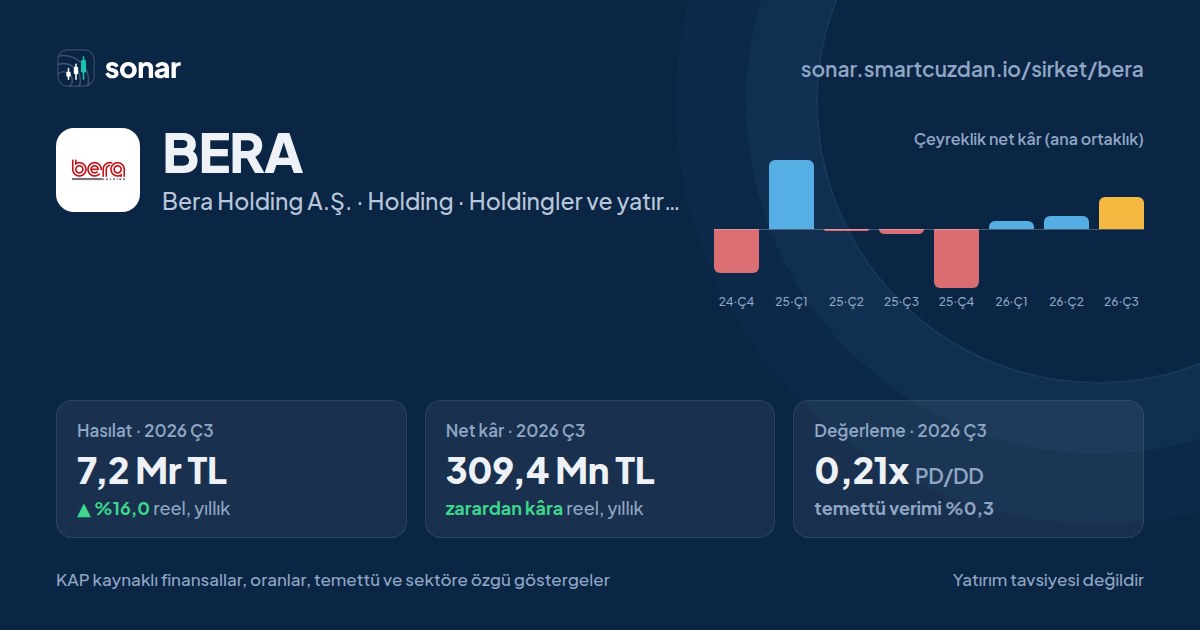 sonar
sonar.smartcuzdan.io/sirket/bera
bera
BERA
Bera Holding A.Ş. · Holding · Holdingler ve yatır...
Çeyreklik net kâr (ana ortaklık)
24·Ç4 25·Ç1 25·Ç2 25·Ç3 25·Ç4 26·Ç1 26·Ç2 26·Ç3
Hasılat · 2026 Ç3
7,2 Mr TL
▲ %16,0 reel, yıllık
Net kâr · 2026 Ç3
309,4 Mn TL
zarardan kâra reel, yıllık
Değerleme · 2026 Ç3
0,21x PD/DD
temettü verimi %0,3
KAP kaynaklı finansallar, oranlar, temettü ve sektöre özgü göstergeler
Yatırım tavsiyesi değildir